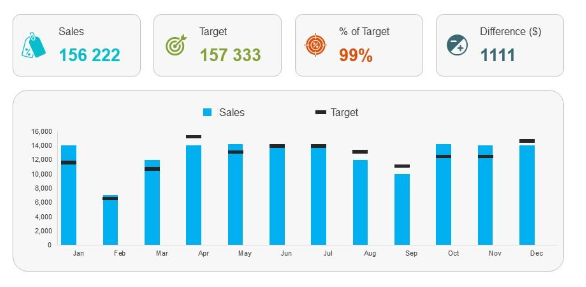 Sales
156 222
Target
157 333
% of Target
99%
Difference ($)
1111
Sales
Target
16,000
14,000
12,000
10,000
8,000
6,000
4,000
2,000
0
Jan Feb Mar Apr May Jun Jul Aug Sep Oct Nov Dec